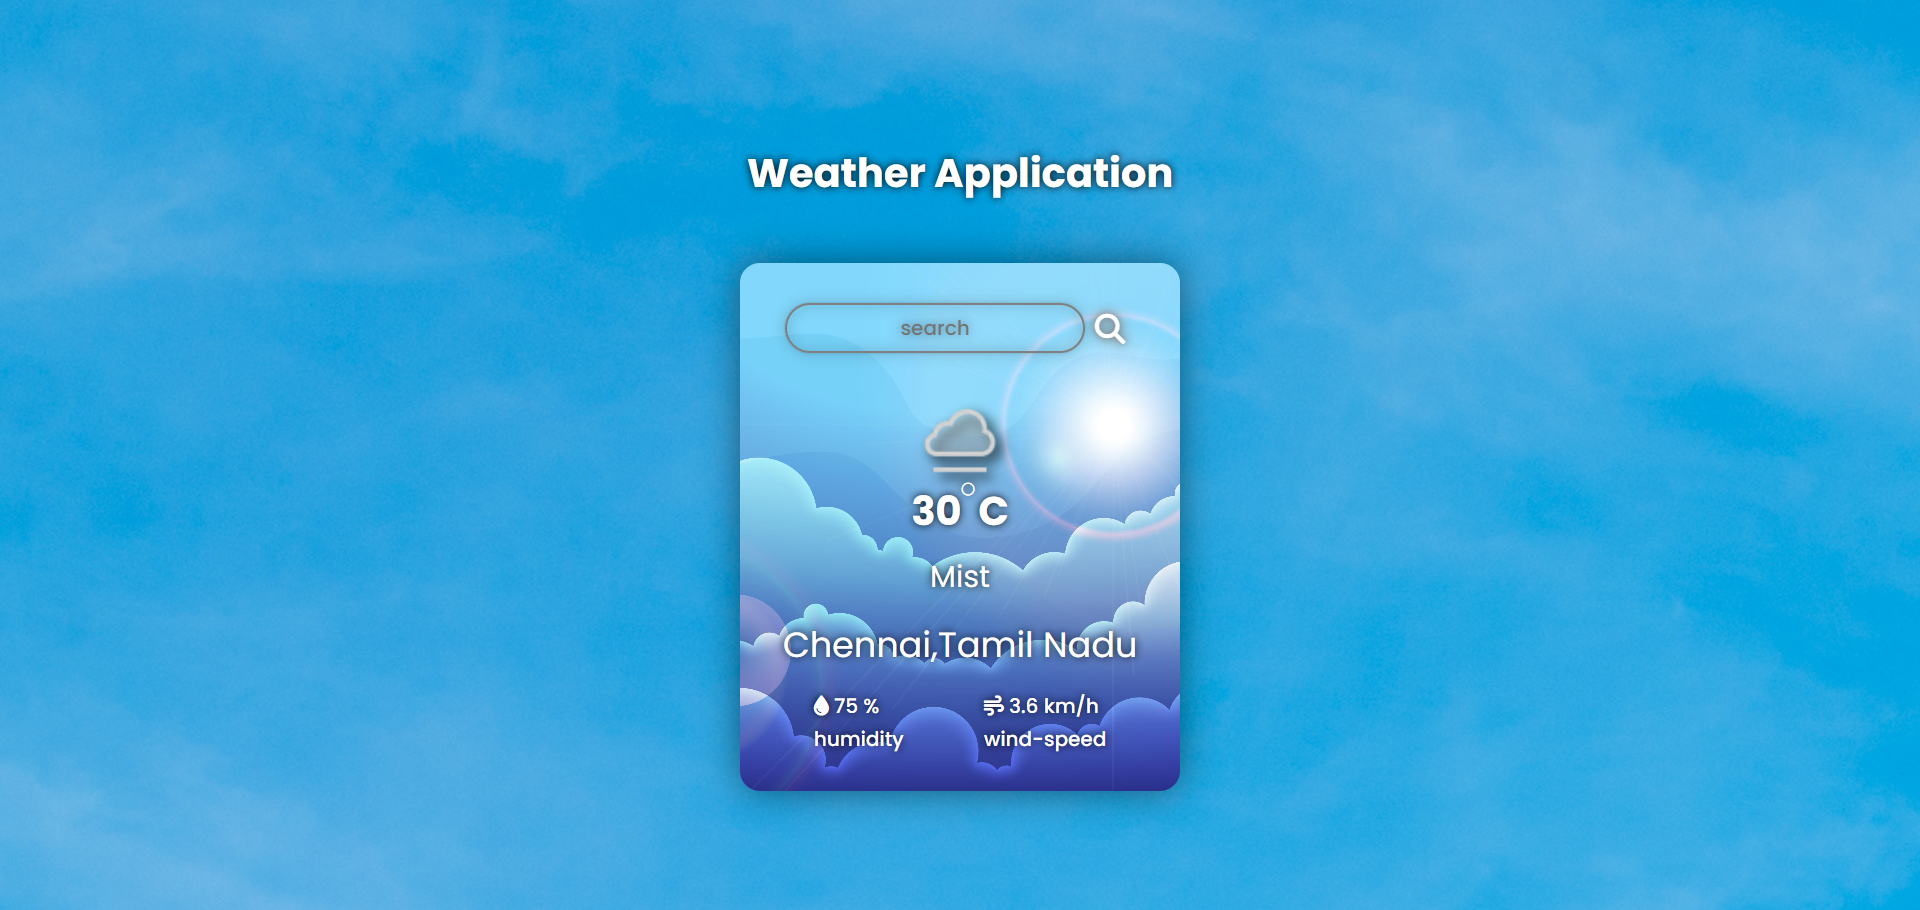 Weather Application
search
30°C
Mist
Chennai,Tamil Nadu
75 % 3.6 km/h
humidity wind-speed